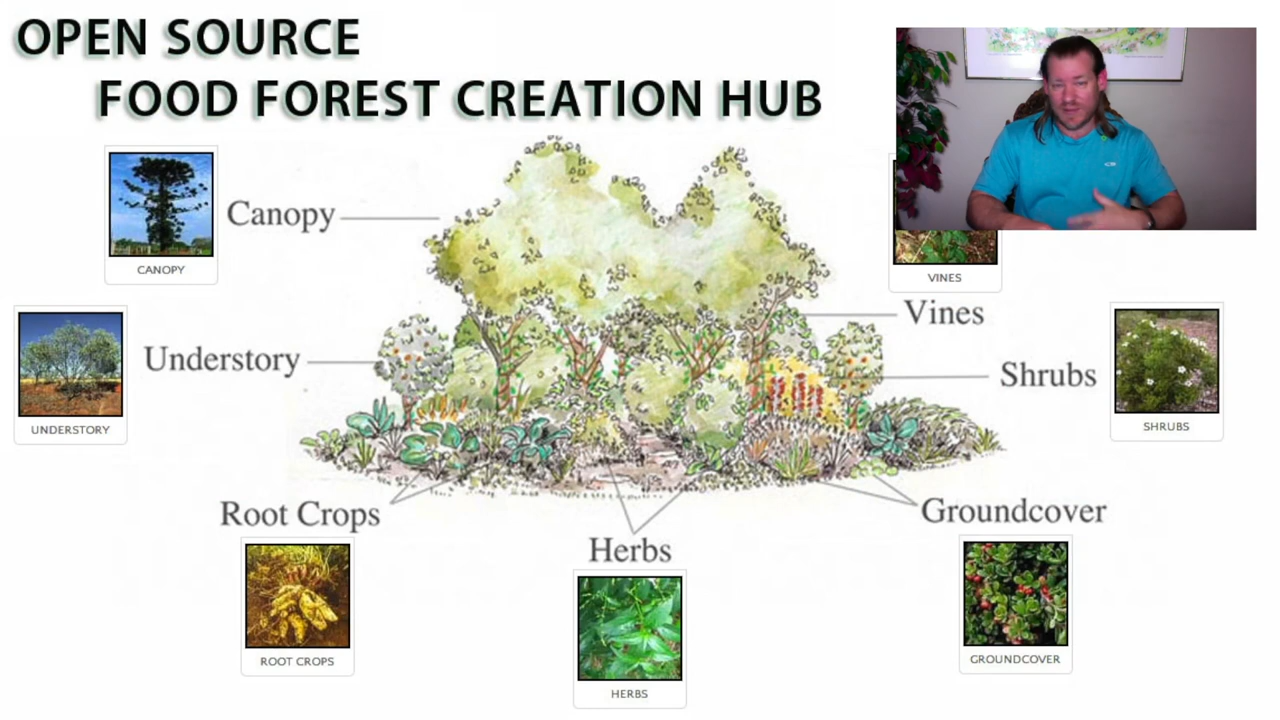 OPEN SOURCE
FOOD FOREST CREATION HUB
Canopy
CANOPY
VINES
Vines
Understory
UNDERSTORY
Shrubs
SHRUBS
Root Crops
ROOT CROPS
Herbs
HERBS
Groundcover
GROUNDCOVER